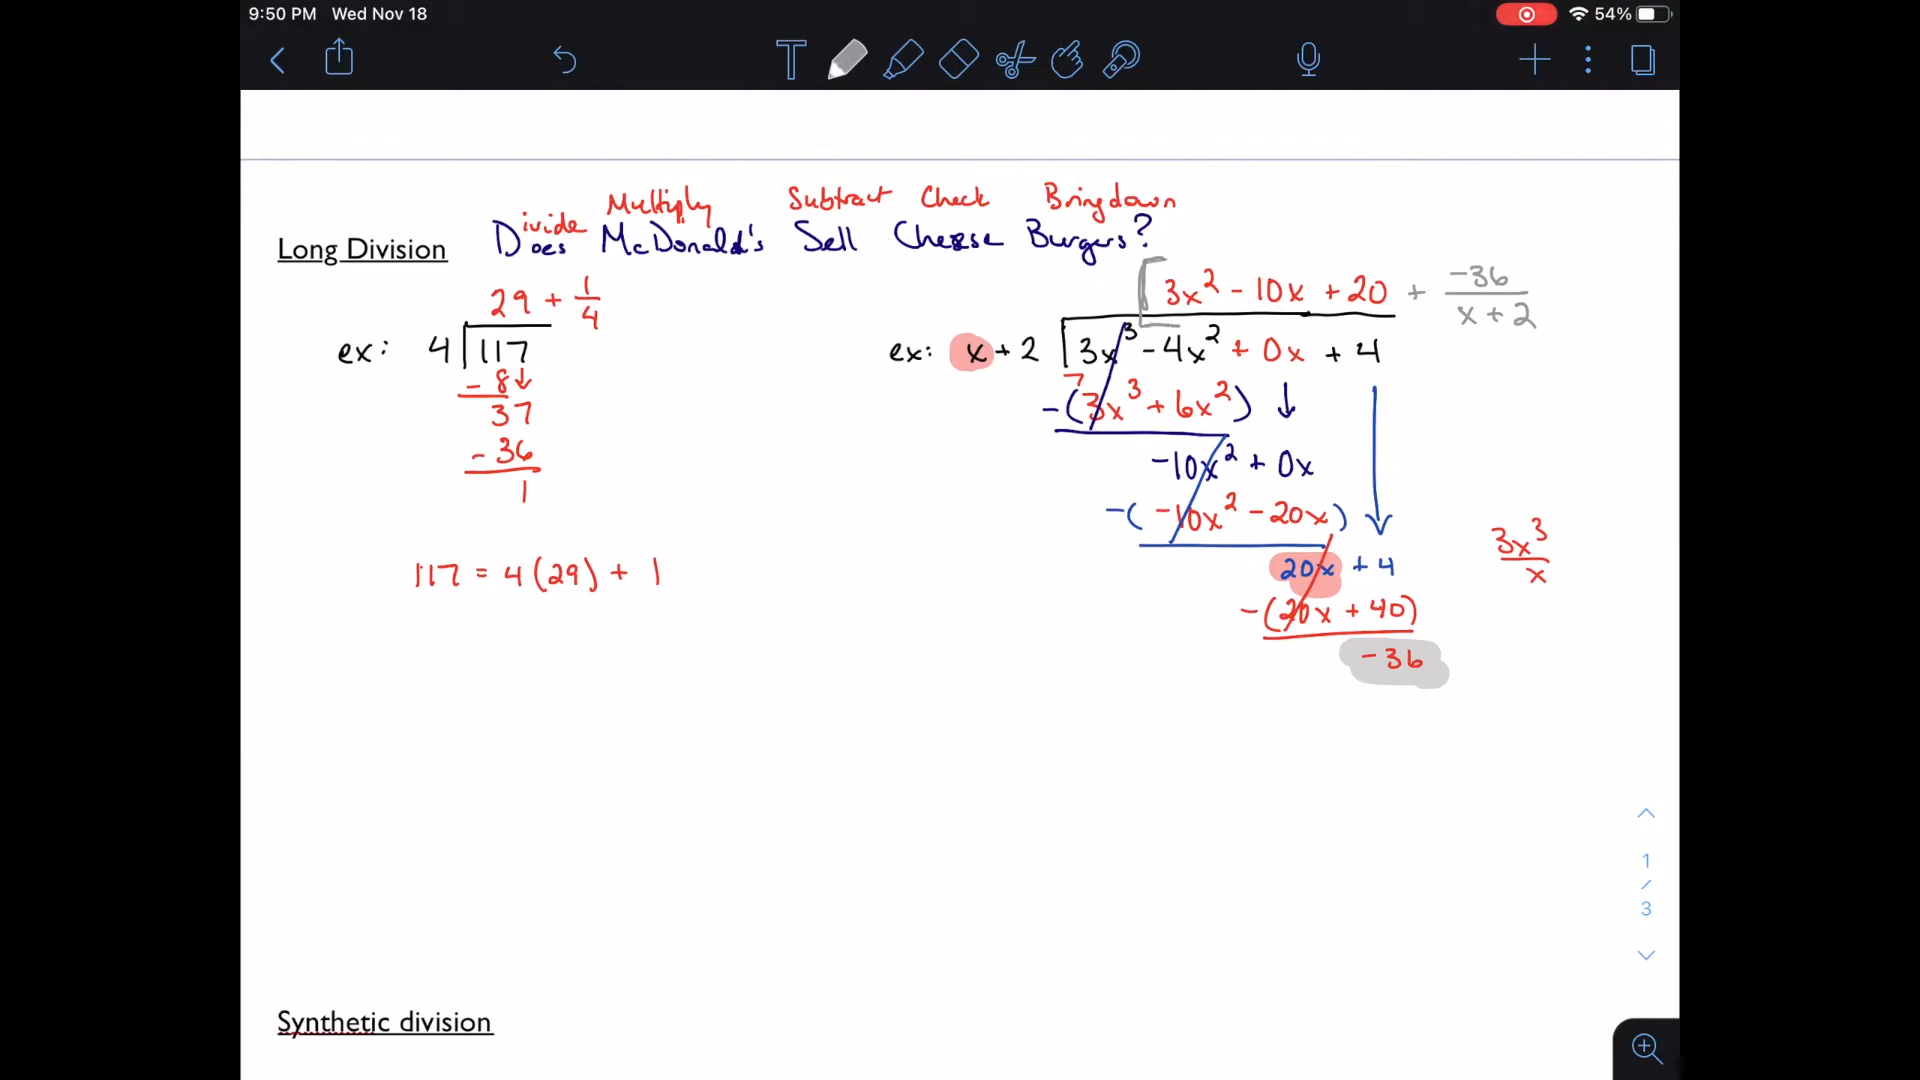 9:50 PM Wed Nov 18
54%
Multiply Subtract Check Bring down
Divide
Long Division Does McDonald's Sell Cheese Burgers?
29 + 1/4
ex: 4 117
- 8↓
37
- 36
1
117 = 4(29) + 1
3x² - 10x + 20 + -36/(x + 2)
ex: x + 2 3x³ - 4x² + 0x + 4
-(3x³ + 6x²) ↓
-10x² + 0x
-(-10x² - 20x)
20x + 4
-(20x + 40)
-36
3x³/x
1
/
3
Synthetic division